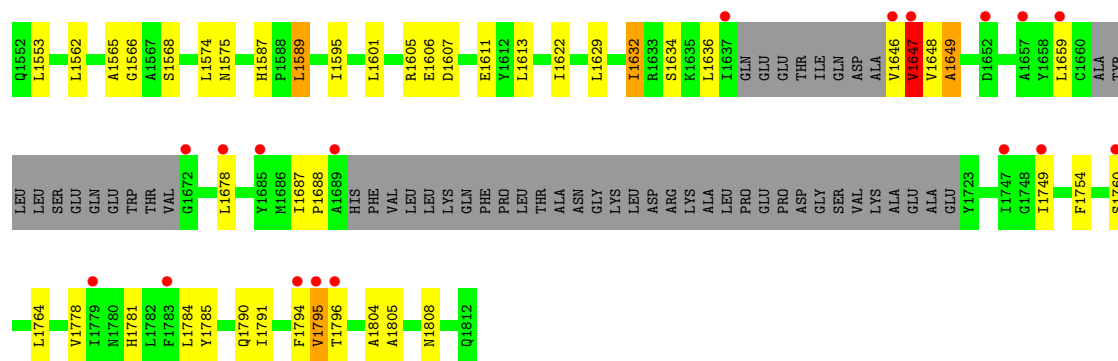 Q1552 L1553 L1562 A1565 G1566 A1567 S1568 L1574 N1575 H1587 P1588 L1589 I1595 L1601 R1605 E1606 D1607 E1611 Y1612 L1613 I1622 L1629 I1632 R1633 S1634 K1635 L1636 I1637 GLN GLU GLU THR ILE GLN ASP ALA V1646 V1647 V1648 A1649 D1652 A1657 Y1658 L1659 C1660 ALA TYR
LEU LEU SER GLU GLN GLU TRP THR VAL G1672 L1678 Y1685 M1686 I1687 P1688 A1689 HIS PHE VAL LEU LEU LYS GLN PHE PRO LEU THR ALA ASN GLY LYS LEU ASP ARG LYS ALA LEU PRO GLU PRO ASP GLY SER VAL LYS ALA GLU ALA GLU Y1723 I1747 G1748 I1749 F1754 S1760
L1764 V1778 I1779 N1780 H1781 L1782 F1783 L1784 Y1785 Q1790 I1791 F1794 V1795 T1796 A1804 A1805 N1808 Q1812